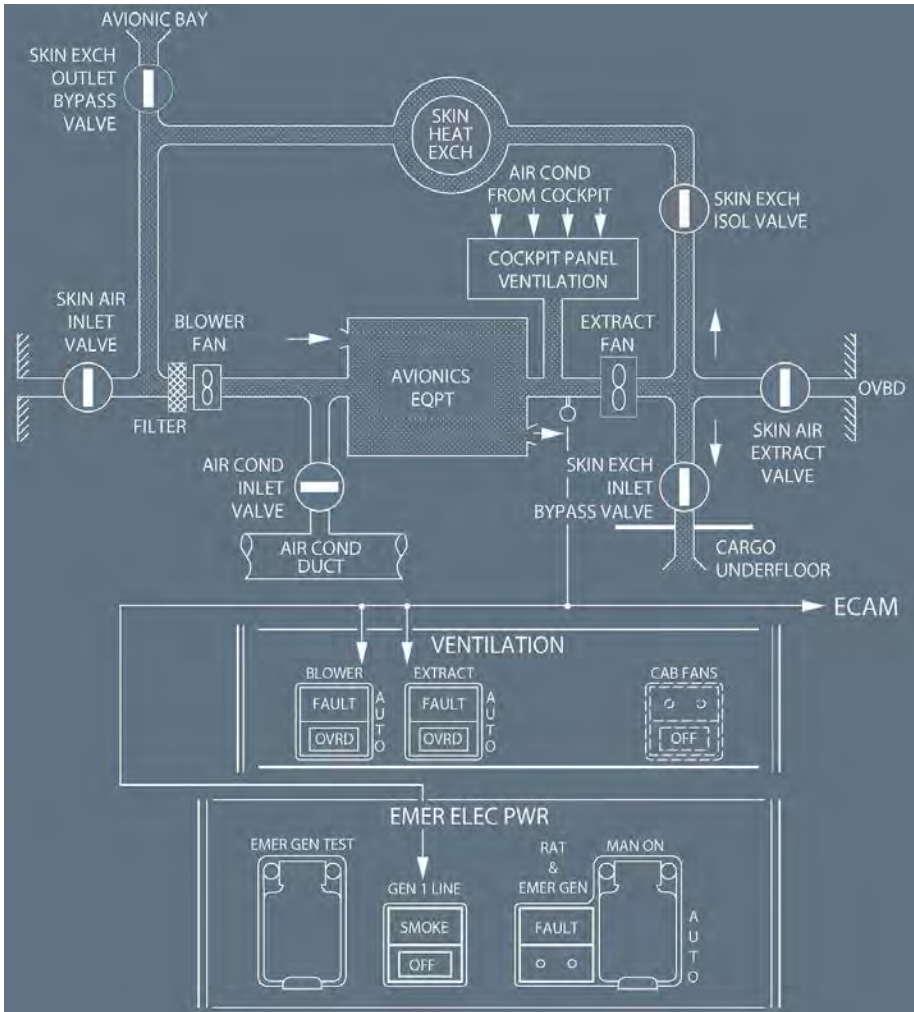 AVIONIC BAY
SKIN EXCH
OUTLET
BYPASS
VALVE
SKIN
HEAT
EXCH
AIR COND
FROM COCKPIT
SKIN EXCH
ISOL VALVE
COCKPIT PANEL
VENTILATION
SKIN AIR
INLET
VALVE
BLOWER
FAN
EXTRACT
FAN
AVIONICS
EQPT
OVBD
FILTER
SKIN AIR
EXTRACT
VALVE
AIR COND
INLET
VALVE
SKIN EXCH
INLET
BYPASS VALVE
AIR COND
DUCT
CARGO
UNDERFLOOR
ECAM
VENTILATION
BLOWER
FAULT
OVRD
AUTO
EXTRACT
FAULT
OVRD
AUTO
CAB FANS
OFF
EMER ELEC PWR
EMER GEN TEST
GEN 1 LINE
SMOKE
OFF
RAT
&
EMER GEN
FAULT
MAN ON
AUTO